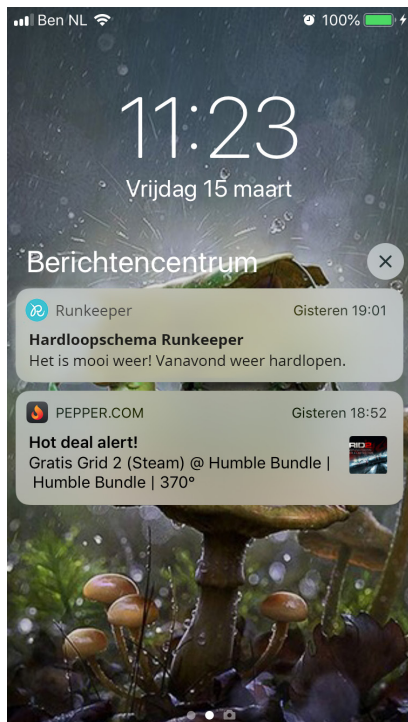 Ben NL 100%
11:23
Vrijdag 15 maart
Berichtencentrum
Runkeeper Gisteren 19:01
Hardloopschema Runkeeper
Het is mooi weer! Vanavond weer hardlopen.
PEPPER.COM Gisteren 18:52
Hot deal alert!
Gratis Grid 2 (Steam) @ Humble Bundle |
Humble Bundle | 370°